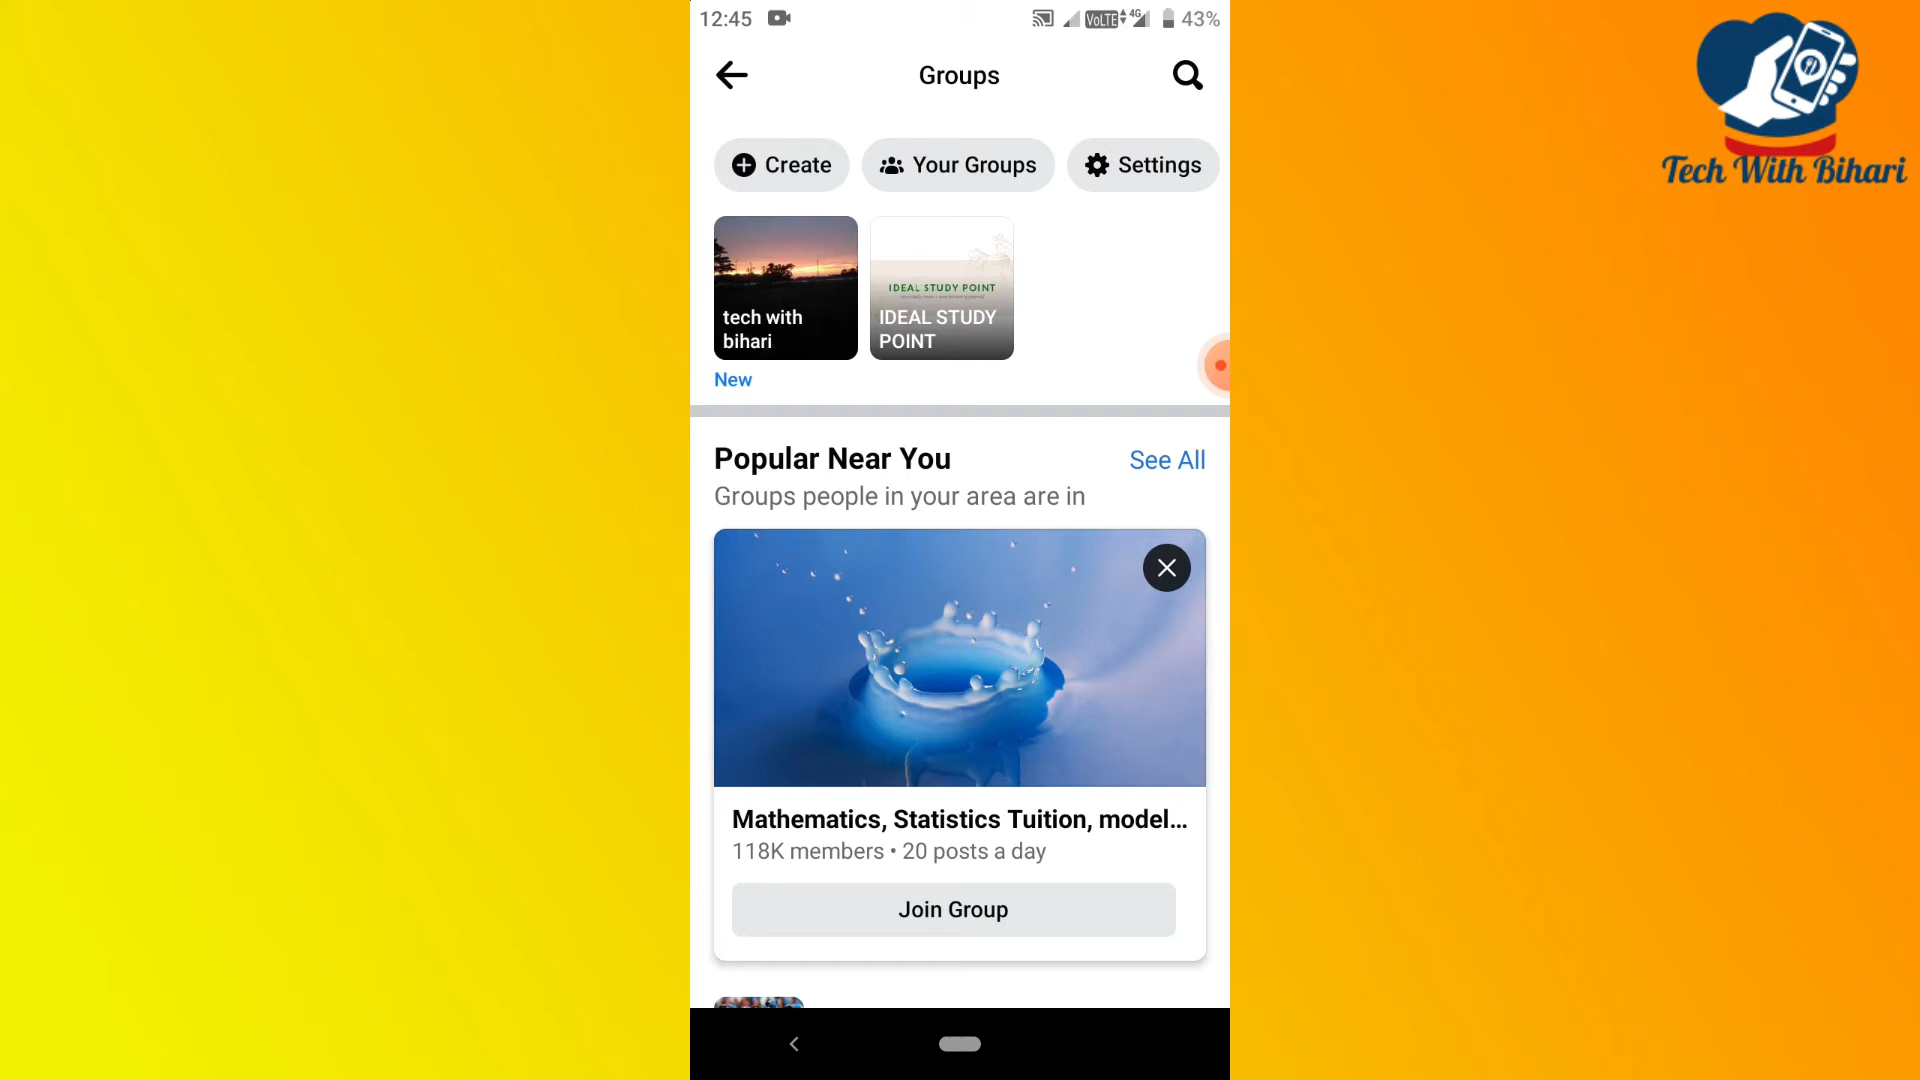 12:45
VoLTE 4G 43%
Groups
Create
Your Groups
Settings
IDEAL STUDY POINT
tech with
bihari
IDEAL STUDY
POINT
New
Popular Near You
See All
Groups people in your area are in
Mathematics, Statistics Tuition, model...
118K members • 20 posts a day
Join Group
Tech With Bihari